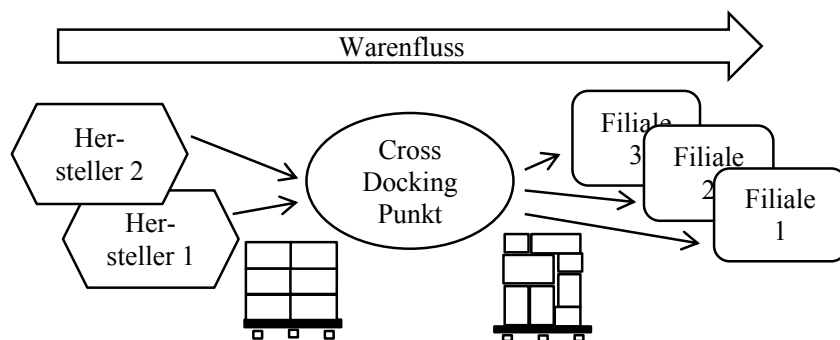 Warenfluss
Her-
steller 2
Her-
steller 1
Cross
Docking
Punkt
Filiale
3
Filiale
2
Filiale
1